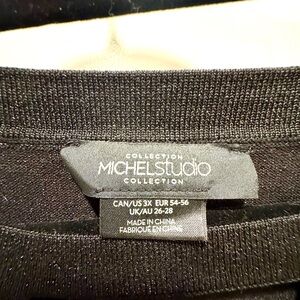 COLLECTION
MICHELStudio
COLLECTION
CAN/US 3X EUR 54-56
UK/AU 26-28
MADE IN CHINA
FABRIQUÉ EN CHINE